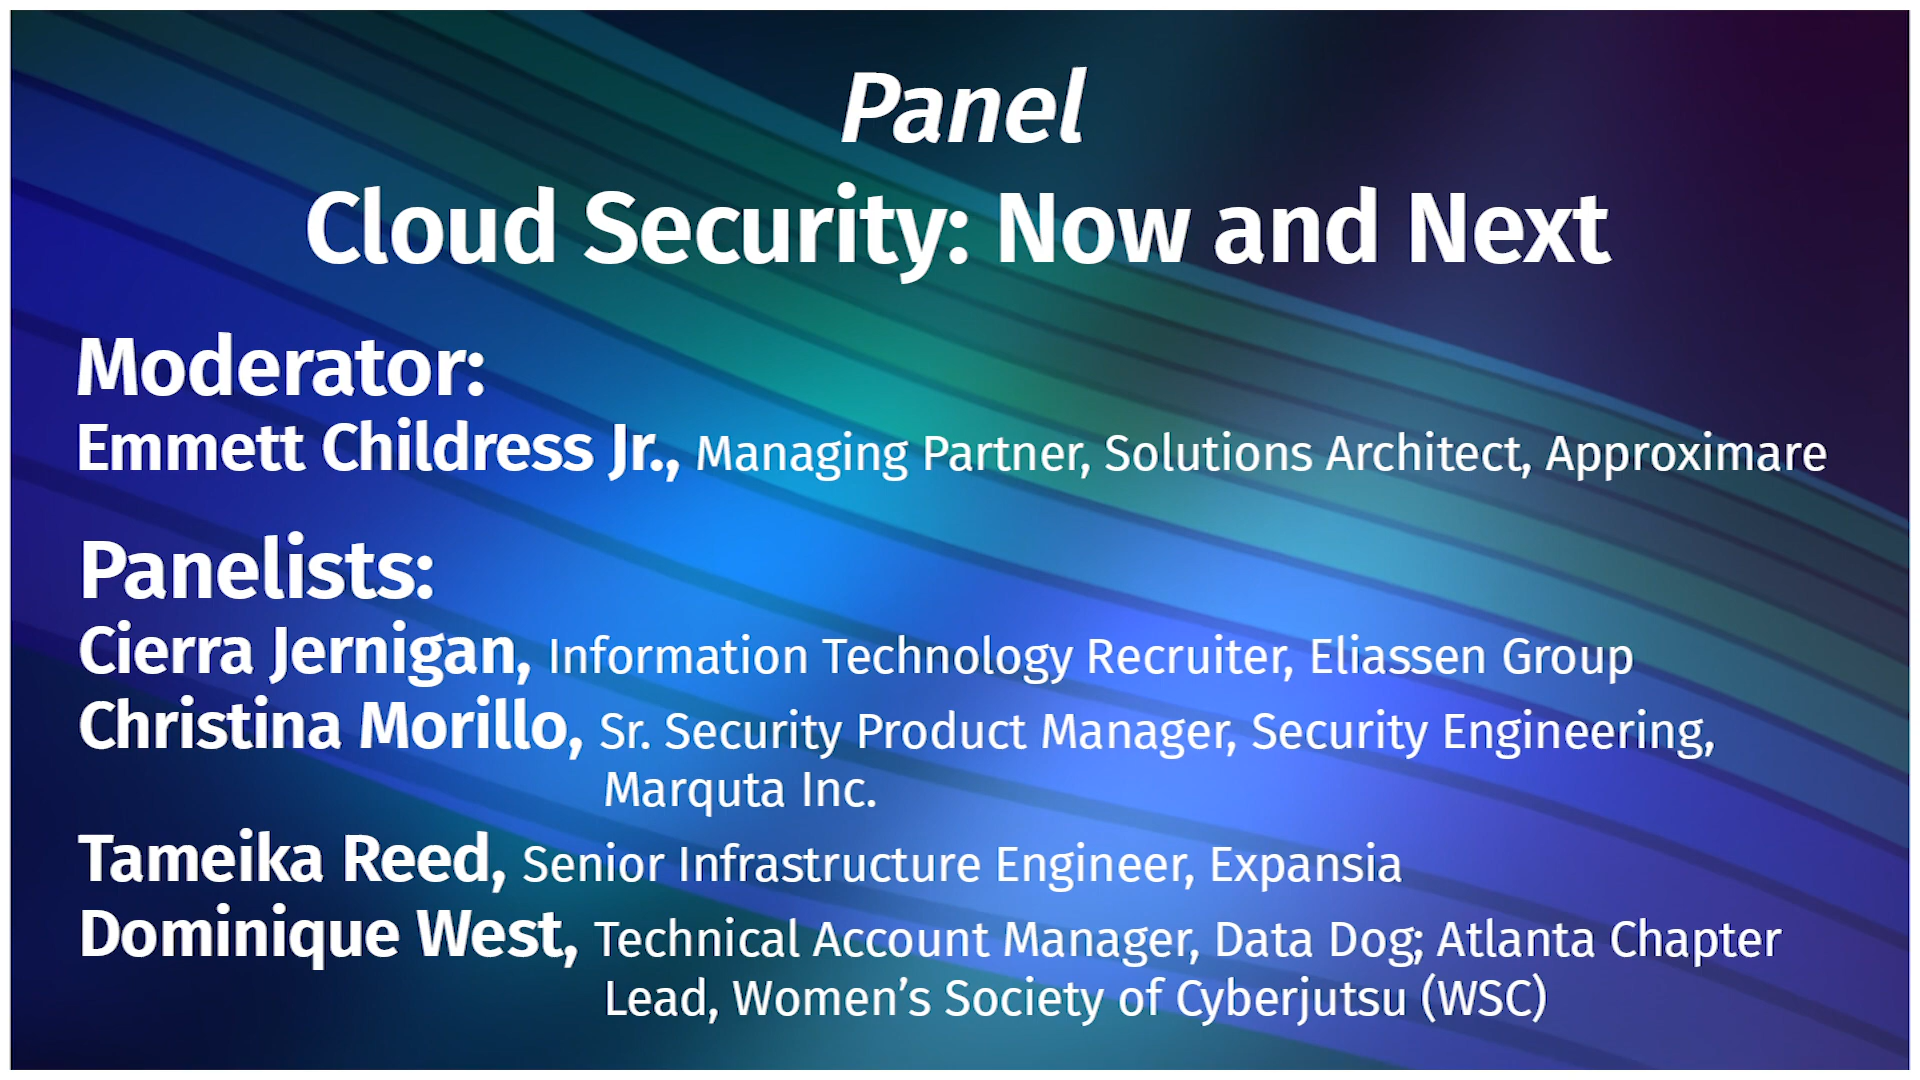 Panel
Cloud Security: Now and Next
Moderator:
Emmett Childress Jr., Managing Partner, Solutions Architect, Approximare
Panelists:
Cierra Jernigan, Information Technology Recruiter, Eliassen Group
Christina Morillo, Sr. Security Product Manager, Security Engineering,
Marquta Inc.
Tameika Reed, Senior Infrastructure Engineer, Expansia
Dominique West, Technical Account Manager, Data Dog; Atlanta Chapter
Lead, Women’s Society of Cyberjutsu (WSC)